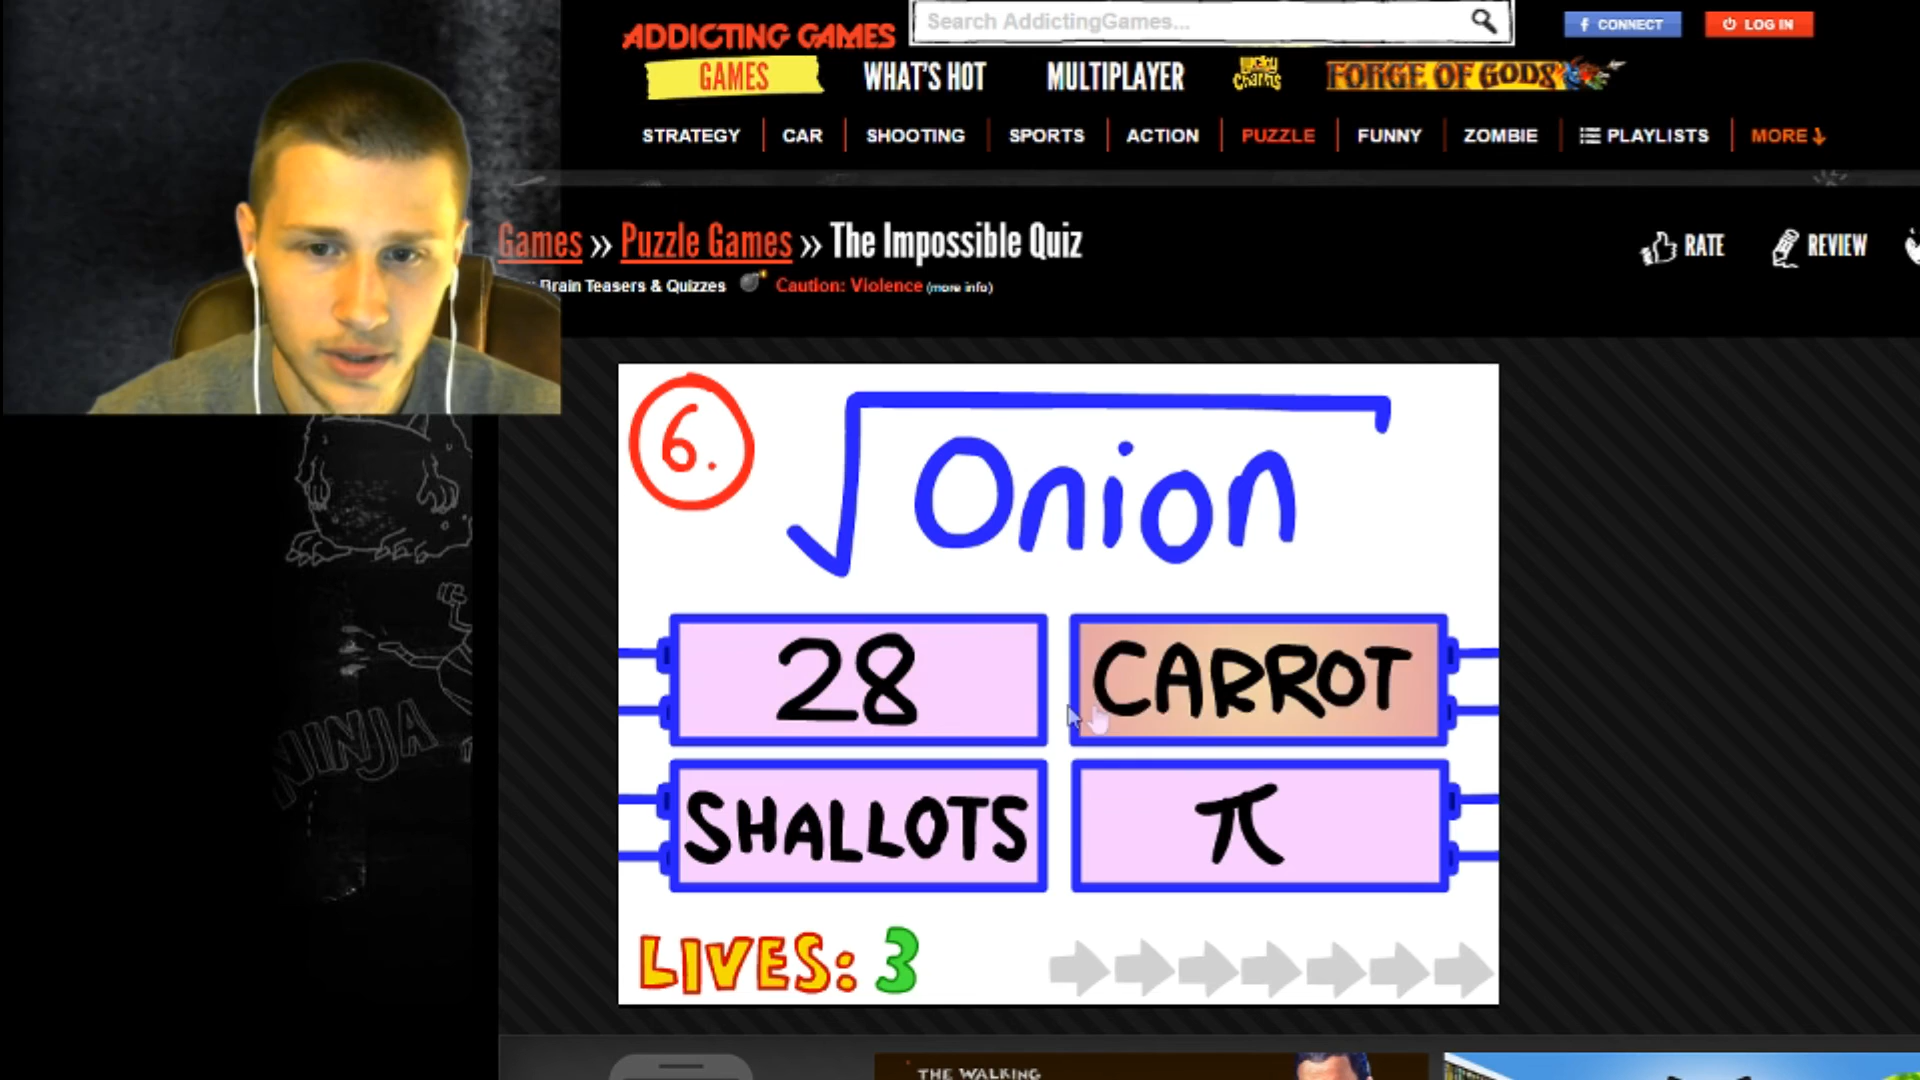 ADDICTING GAMES
Search AddictingGames...
f CONNECT
LOG IN
GAMES
WHAT'S HOT
MULTIPLAYER
Lucky Charms
FORGE OF GODS
STRATEGY
CAR
SHOOTING
SPORTS
ACTION
PUZZLE
FUNNY
ZOMBIE
PLAYLISTS
MORE
Games » Puzzle Games » The Impossible Quiz
RATE
REVIEW
Brain Teasers & Quizzes
Caution: Violence (more info)
6.
√Onion
28
CARROT
SHALLOTS
π
LIVES: 3
NINJA
THE WALKING